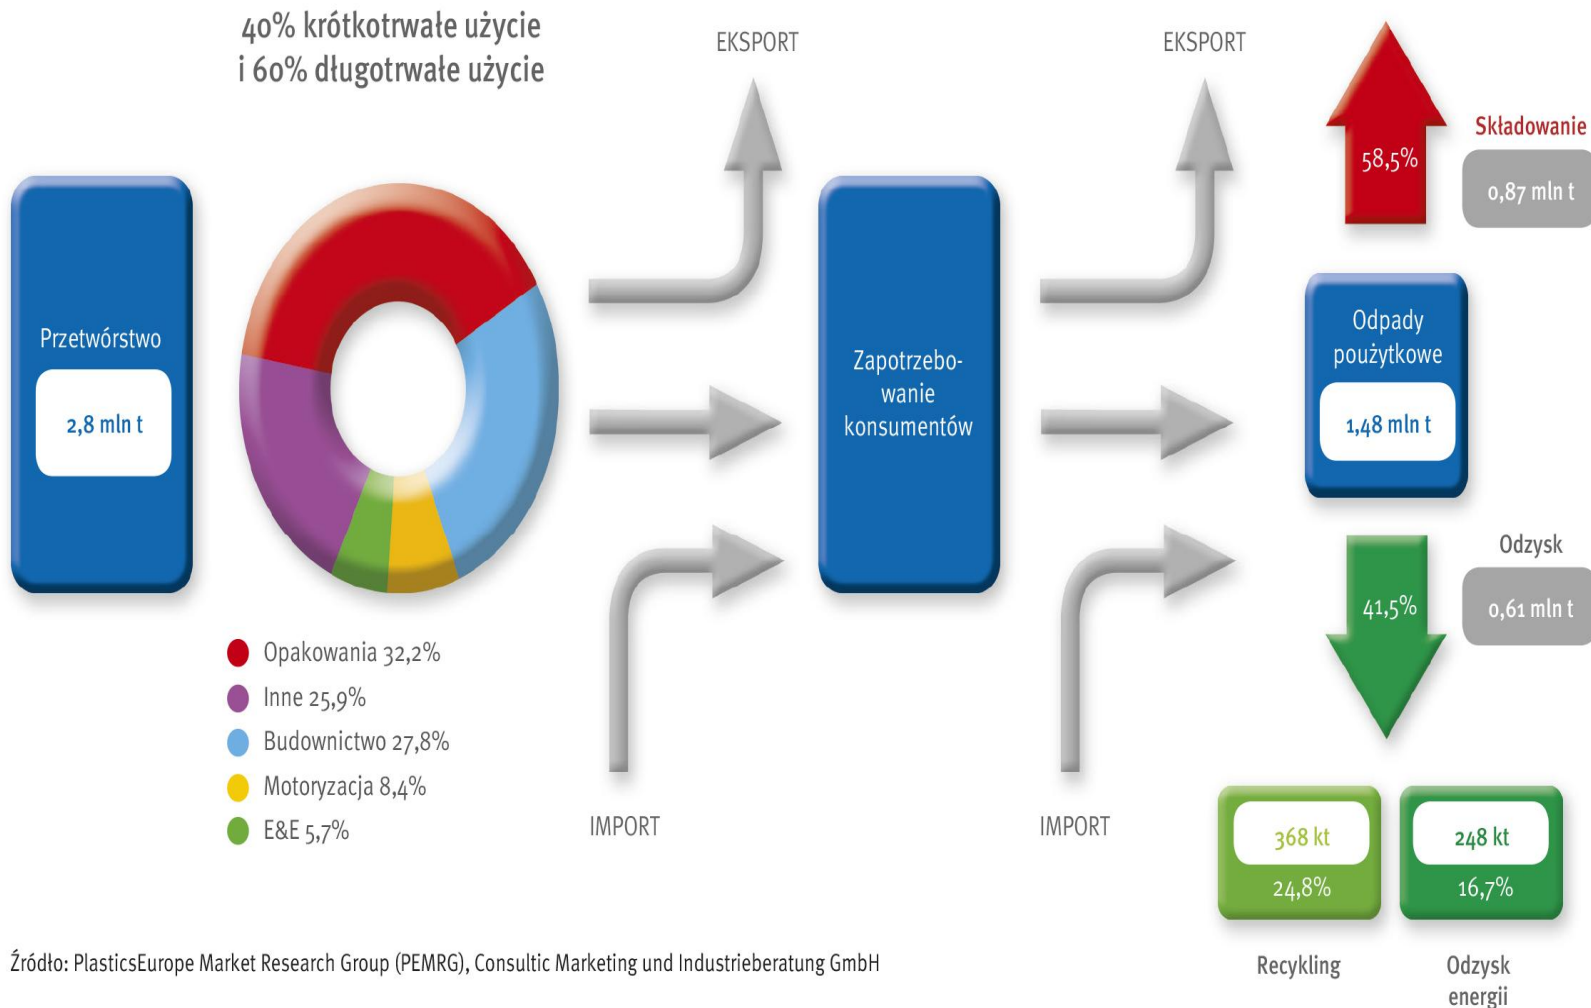 40% krótkotrwałe użycie
i 60% długotrwałe użycie
EKSPORT
EKSPORT
58,5%
Składowanie
0,87 mln t
Przetwórstwo
2,8 mln t
Zapotrzebo-
wanie
konsumentów
Odpady
poużytkowe
1,48 mln t
41,5%
Odzysk
0,61 mln t
Opakowania 32,2%
Inne 25,9%
Budownictwo 27,8%
Motoryzacja 8,4%
E&E 5,7%
IMPORT
IMPORT
368 kt
24,8%
Recykling
248 kt
16,7%
Odzysk
energii
Źródło: PlasticsEurope Market Research Group (PEMRG), Consultic Marketing und Industrieberatung GmbH